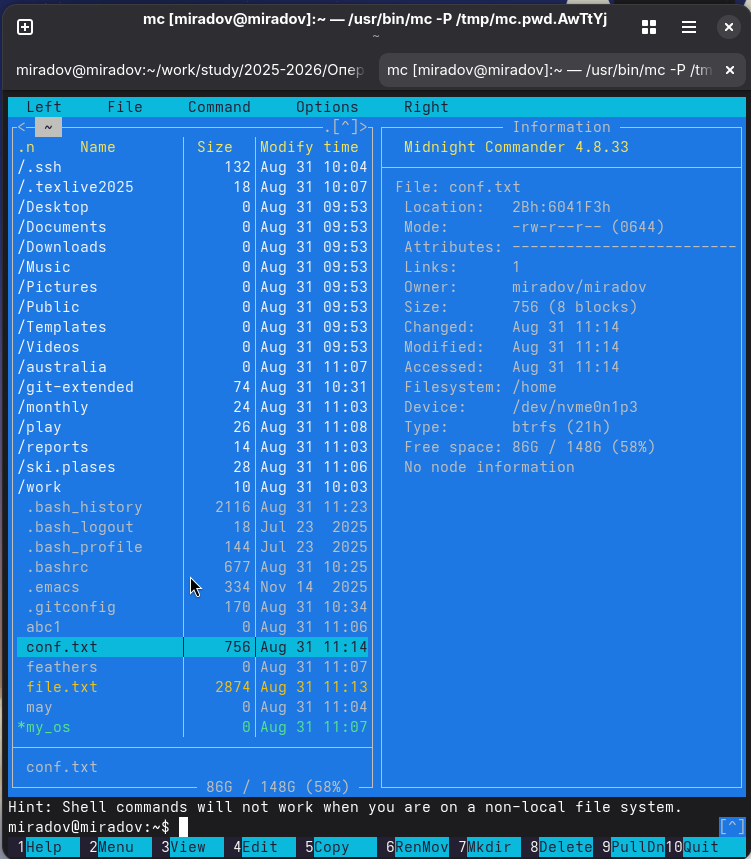 mc [miradov@miradov]:~ — /usr/bin/mc -P /tmp/mc.pwd.AwTtYj
~
miradov@miradov:~/work/study/2025-2026/Опер
mc [miradov@miradov]:~ — /usr/bin/mc -P /tm
Left File Command Options Right
<─ ~ .[^]> Information
.n Name Size Modify time Midnight Commander 4.8.33
/.ssh 132 Aug 31 10:04
/.texlive2025 18 Aug 31 10:07 File: conf.txt
/Desktop 0 Aug 31 09:53 Location: 2Bh:6041F3h
/Documents 0 Aug 31 09:53 Mode: -rw-r--r-- (0644)
/Downloads 0 Aug 31 09:53 Attributes: -------------------------
/Music 0 Aug 31 09:53 Links: 1
/Pictures 0 Aug 31 09:53 Owner: miradov/miradov
/Public 0 Aug 31 09:53 Size: 756 (8 blocks)
/Templates 0 Aug 31 09:53 Changed: Aug 31 11:14
/Videos 0 Aug 31 09:53 Modified: Aug 31 11:14
/australia 0 Aug 31 11:07 Accessed: Aug 31 11:14
/git-extended 74 Aug 31 10:31 Filesystem: /home
/monthly 24 Aug 31 11:03 Device: /dev/nvme0n1p3
/play 26 Aug 31 11:08 Type: btrfs (21h)
/reports 14 Aug 31 11:03 Free space: 86G / 148G (58%)
/ski.plases 28 Aug 31 11:06 No node information
/work 10 Aug 31 10:03
.bash_history 2116 Aug 31 11:23
.bash_logout 18 Jul 23 2025
.bash_profile 144 Jul 23 2025
.bashrc 677 Aug 31 10:25
.emacs 334 Nov 14 2025
.gitconfig 170 Aug 31 10:34
abc1 0 Aug 31 11:06
conf.txt 756 Aug 31 11:14
feathers 0 Aug 31 11:07
file.txt 2874 Aug 31 11:13
may 0 Aug 31 11:04
*my_os 0 Aug 31 11:07
conf.txt
86G / 148G (58%)
Hint: Shell commands will not work when you are on a non-local file system.
miradov@miradov:~$ [^]
1Help 2Menu 3View 4Edit 5Copy 6RenMov 7Mkdir 8Delete 9PullDn 10Quit